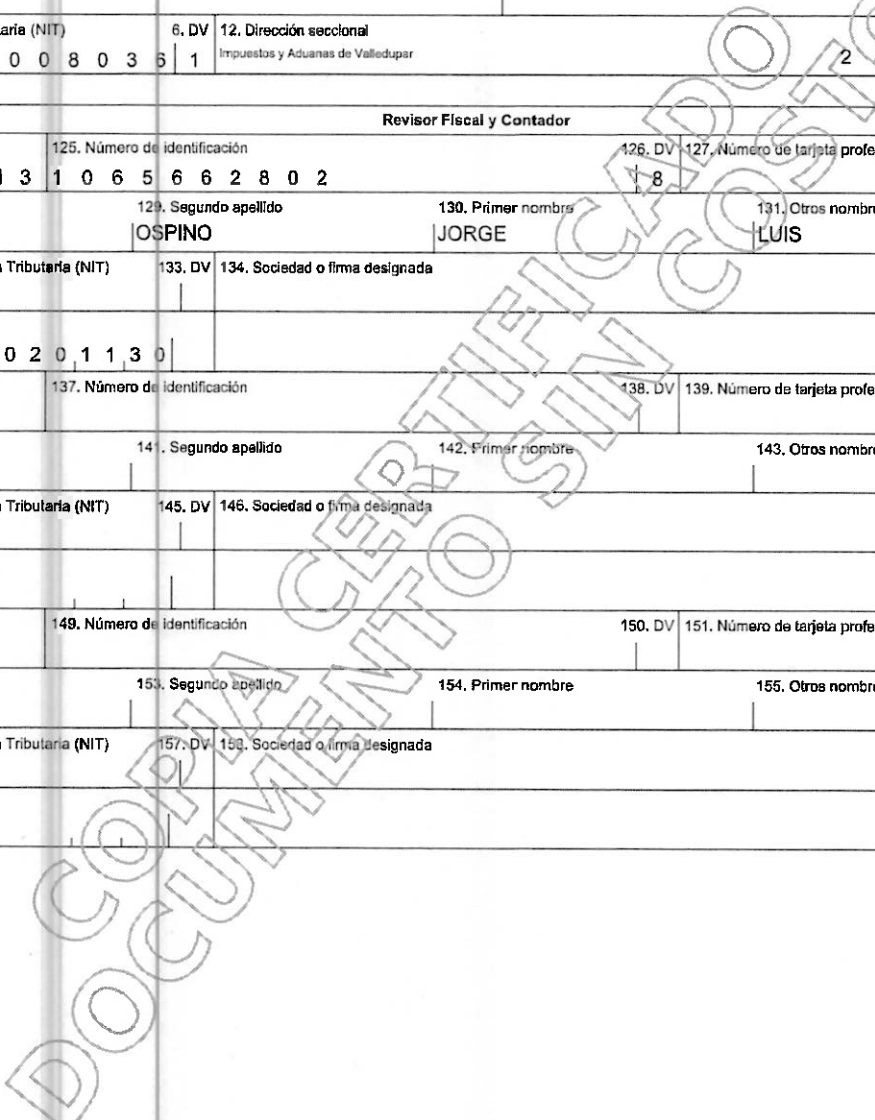 aria (NIT) 6. DV 12. Dirección seccional
0 0 8 0 3 6 1 Impuestos y Aduanas de Valledupar 2
Revisor Fiscal y Contador
125. Número de identificación 126. DV 127. Número de tarjeta profe
1 3 1 0 6 5 6 6 2 8 0 2 8
129. Segundo apellido 130. Primer nombre 131. Otros nombre
OSPINO JORGE LUIS
Tributaria (NIT) 133. DV 134. Sociedad o firma designada
0 2 0 1 1 3 0
137. Número de identificación 138. DV 139. Número de tarjeta profe
141. Segundo apellido 142. Primer nombre 143. Otros nombre
Tributaria (NIT) 145. DV 146. Sociedad o firma designada
149. Número de identificación 150. DV 151. Número de tarjeta profe
153. Segundo apellido 154. Primer nombre 155. Otros nombre
Tributaria (NIT) 157. DV 158. Sociedad o firma designada
COPIA CERTIFICADO
DOCUMENTO SIN COSTO